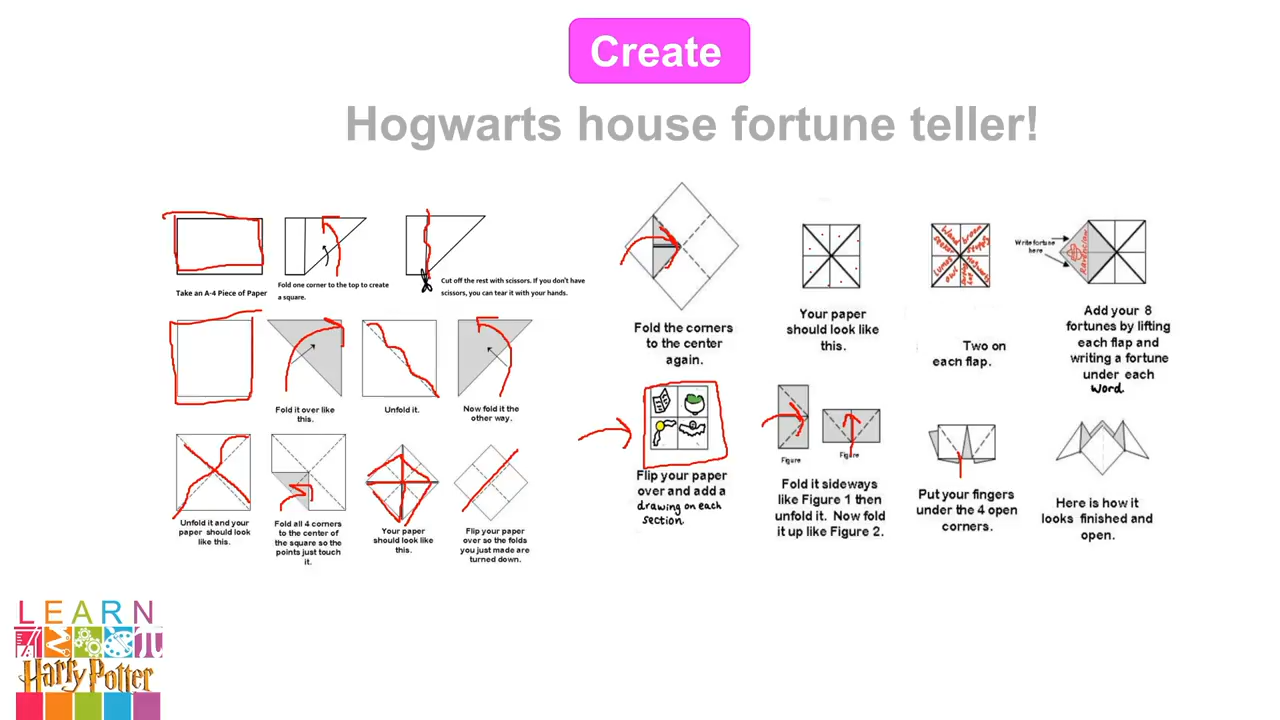 Create
Hogwarts house fortune teller!
Take an A-4 Piece of Paper
Fold one corner to the top to create
a square.
Cut off the rest with scissors. If you don't have
scissors, you can tear it with your hands.
Fold it over like
this.
Unfold it.
Now fold it the
other way.
Unfold it and your
paper should look
like this.
Fold all 4 corners
to the center of
the square so the
points just touch
it.
Your paper
should look like
this.
Flip your paper
over so the folds
you just made are
turned down.
Fold the corners
to the center
again.
Your paper
should look like
this.
Two on
each flap.
Write fortune
here
Ravenclaw
Add your 8
fortunes by lifting
each flap and
writing a fortune
under each
word
Flip your paper
over and add a
drawing on each
section
Figure
Figure
Fold it sideways
like Figure 1 then
unfold it. Now fold
it up like Figure 2.
Put your fingers
under the 4 open
corners.
Here is how it
looks finished and
open.
LEARN
Harry Potter